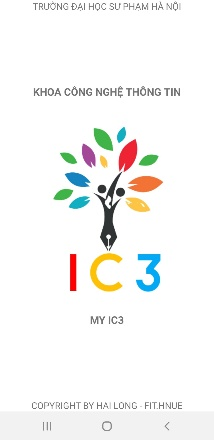 TRƯỜNG ĐẠI HỌC SƯ PHẠM HÀ NỘI
KHOA CÔNG NGHỆ THÔNG TIN
IC3
MY IC3
COPYRIGHT BY HAI LONG - FIT.HNUE